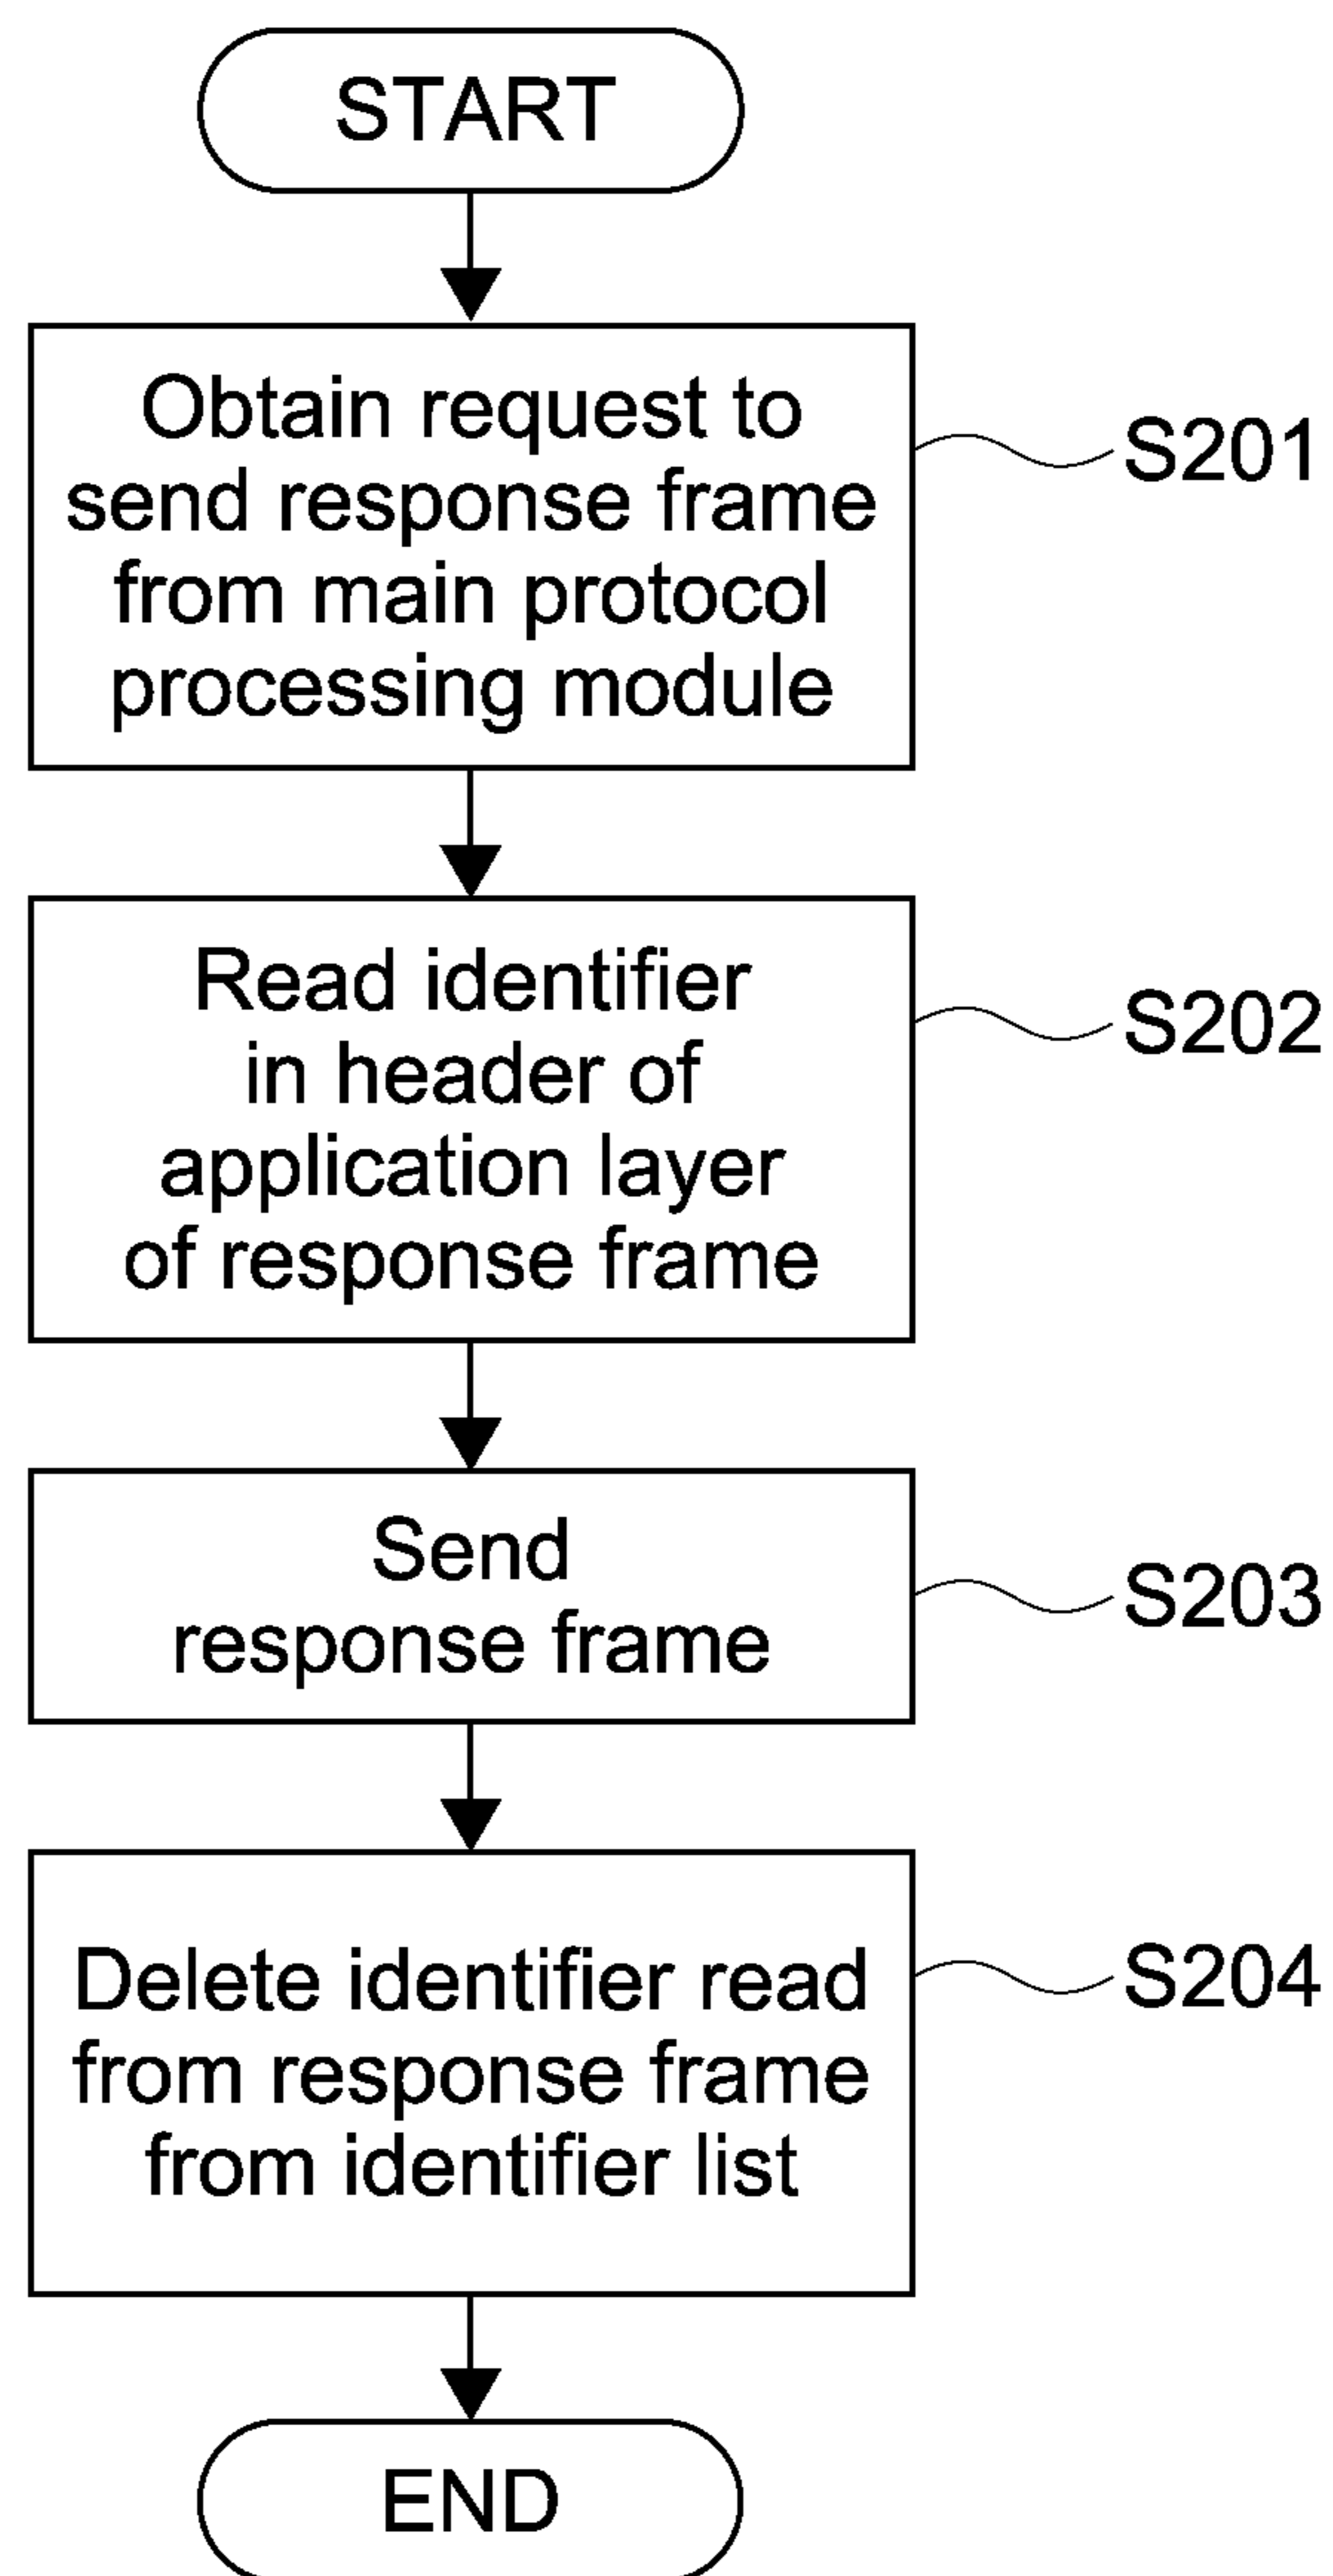 START
Obtain request to
send response frame
from main protocol
processing module
S201
Read identifier
in header of
application layer
of response frame
S202
Send
response frame
S203
Delete identifier read
from response frame
from identifier list
S204
END